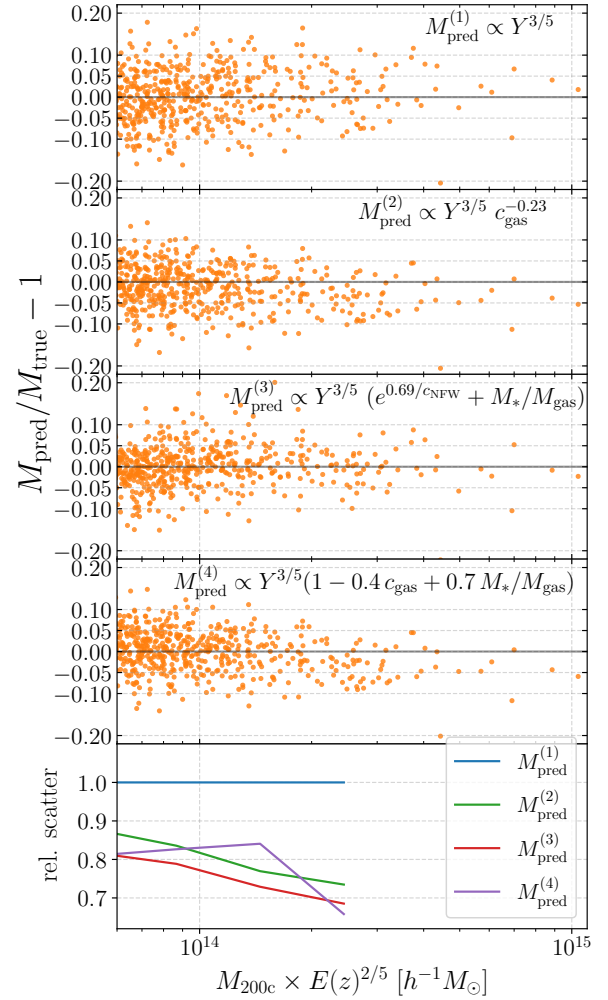 0.20
0.10
0.05
0.00
−0.05
−0.10
−0.20
M_pred^(1) ∝ Y^3/5
0.10
0.05
0.00
−0.05
−0.10
−0.20
M_pred^(2) ∝ Y^3/5 c_gas^−0.23
0.20
0.10
0.05
0.00
−0.05
−0.10
M_pred^(3) ∝ Y^3/5 (e^0.69/c_NFW + M_*/M_gas)
0.20
0.10
0.05
0.00
−0.05
−0.10
−0.20
M_pred^(4) ∝ Y^3/5(1 − 0.4 c_gas + 0.7 M_*/M_gas)
M_pred/M_true − 1
1.0
0.9
0.8
0.7
rel. scatter
M_pred^(1)
M_pred^(2)
M_pred^(3)
M_pred^(4)
10^14
10^15
M_200c × E(z)^2/5 [h^−1 M_⊙]